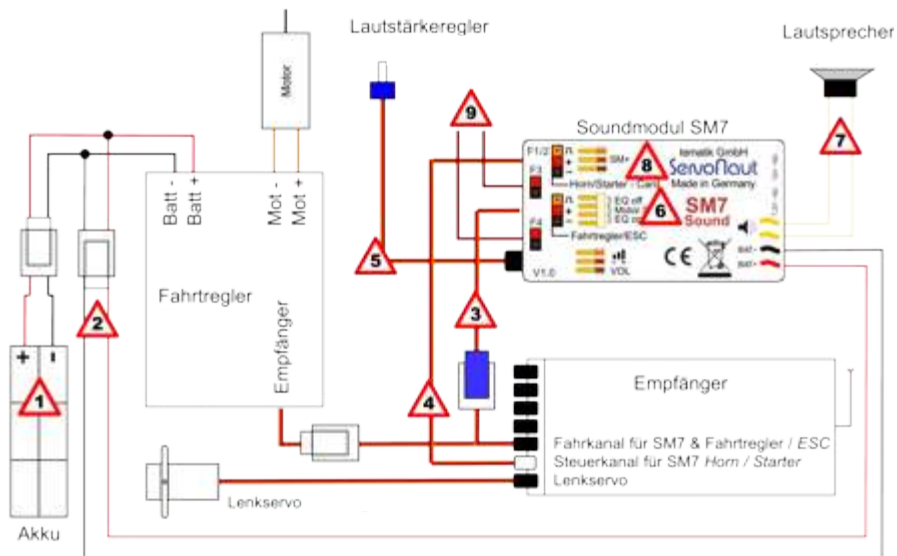 Lautstärkeregler
Lautsprecher
Motor
9
7
Soundmodul SM7
F1/2
SM+
8
tematik GmbH
ServoNaut
Made in Germany
F3
Horn/Starter - Card
Batt -
Batt +
Mot -
Mot +
EQ off
Motor
EQ
6
SM7
Sound
F4
Fahrtregler/ESC
BAT-
BAT+
5
V1.0
VOL
CE
Fahrtregler
Empfänger
2
3
+
-
1
4
Empfänger
Fahrkanal für SM7 & Fahrtregler / ESC
Steuerkanal für SM7 Horn / Starter
Lenkservo
Lenkservo
Akku